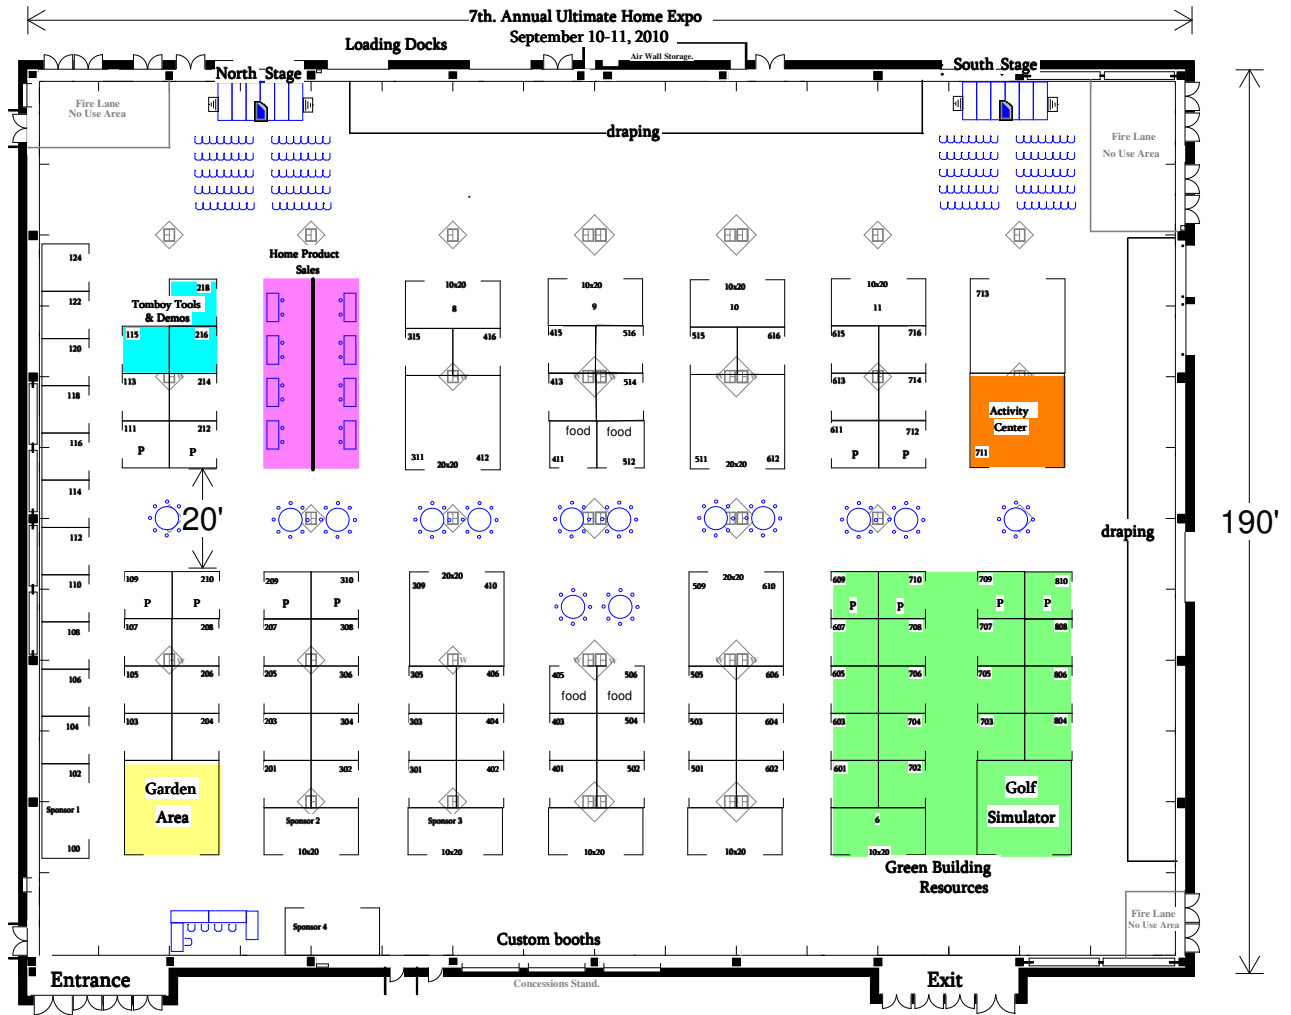 7th. Annual Ultimate Home Expo
September 10-11, 2010
Loading Docks
Air Wall Storage.
North Stage
South Stage
Fire Lane
No Use Area
draping
Fire Lane
No Use Area
Home Product
Sales
124
122
120
118
116
114
112
110
108
106
104
102
Sponsor 1
100
218
Tomboy Tools
& Demos
115 216
113 214
111 212
P P
10x20
8
315 416
311 412
20x20
10x20
9
415 516
413 514
food food
411 512
10x20
10
515 616
511 612
20x20
10x20
11
615 716
613 714
611 712
P P
713
Activity
Center
711
20'
190'
draping
109 210
P P
107 208
105 206
103 204
Garden
Area
209 310
P P
207 308
205 306
203 304
201 302
Sponsor 2
10x20
20x20
309 410
W
305 406
303 404
301 402
Sponsor 3
10x20
W W
405 506
food food
403 504
401 502
10x20
20x20
509 610
W W
505 606
503 604
501 602
10x20
609 710
P P
607 708
605 706
603 704
601 702
6
10x20
709 810
P P
707 808
705 806
703 804
Golf
Simulator
Green Building
Resources
Sponsor 4
Custom booths
Fire Lane
No Use Area
Entrance
Concessions Stand.
Exit